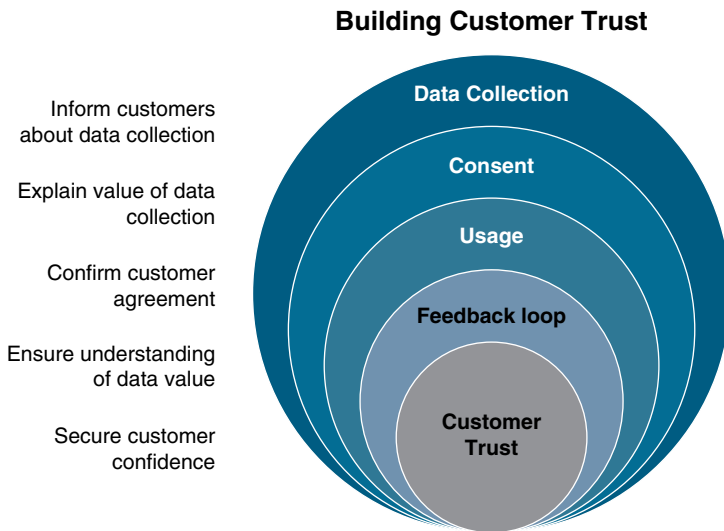 Building Customer Trust
Data Collection
Inform customers
about data collection
Consent
Explain value of data
collection
Usage
Confirm customer
agreement
Feedback loop
Ensure understanding
of data value
Customer
Trust
Secure customer
confidence